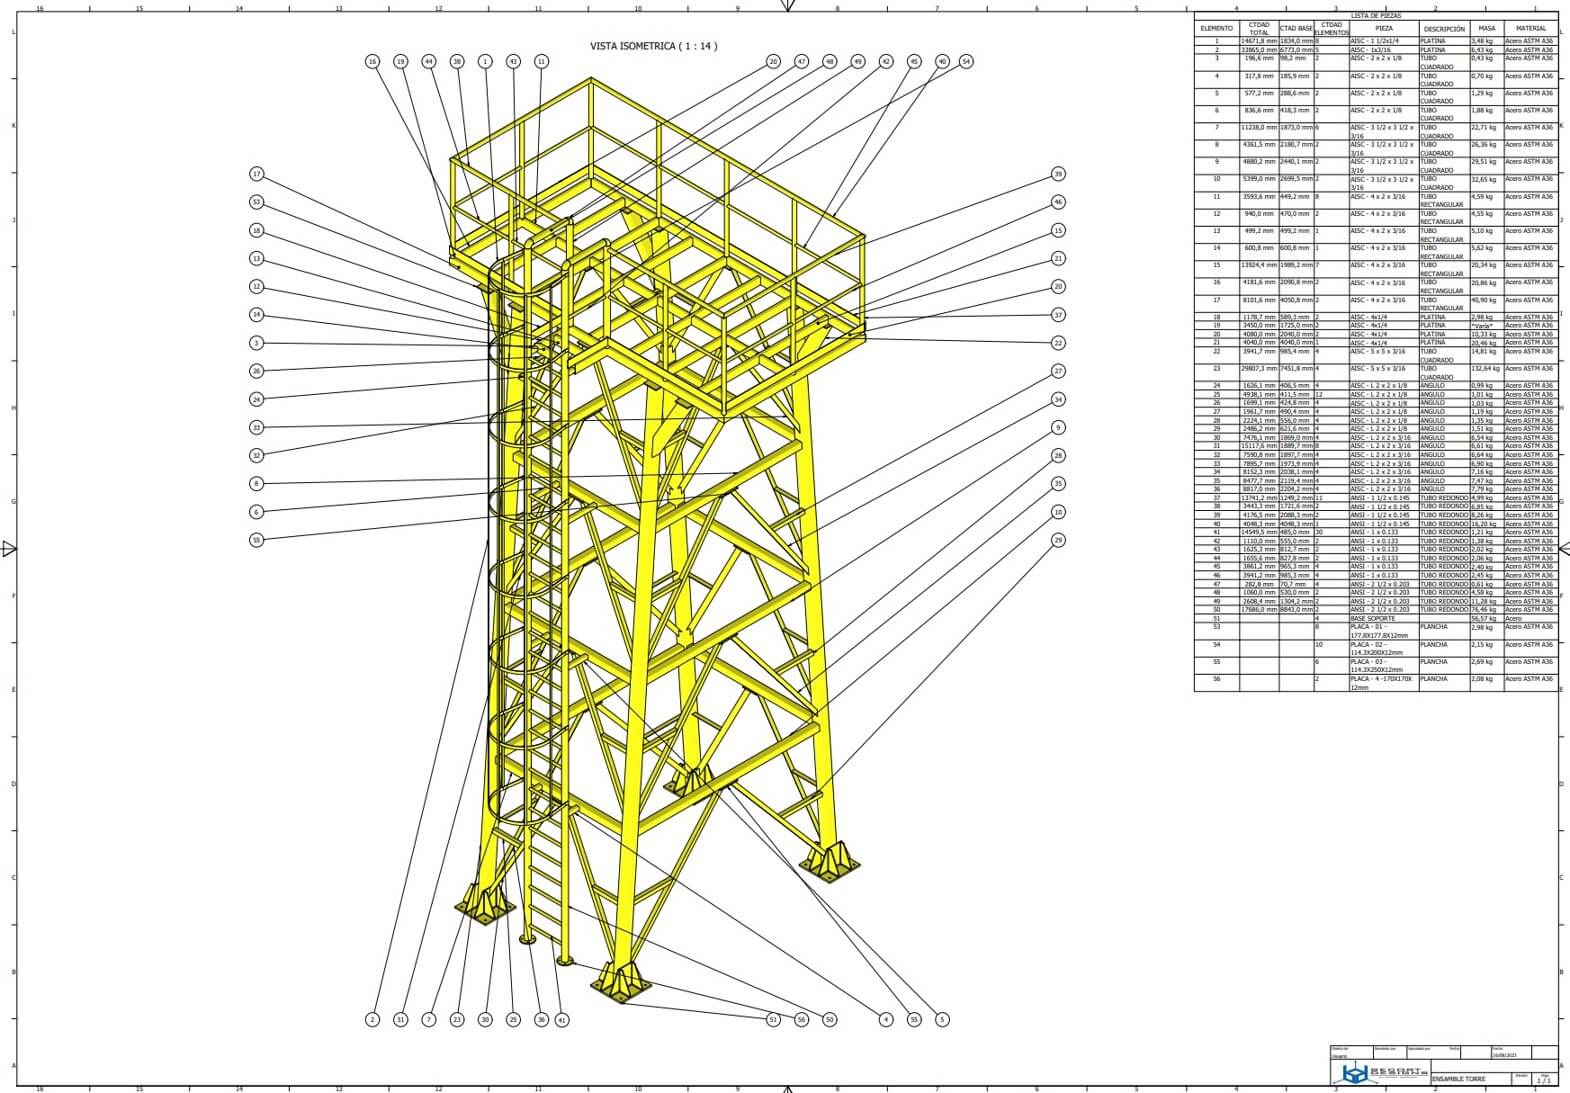 16 15 14 13 12 11 10 9 8 7 6 5 4 3 2 1
VISTA ISOMETRICA ( 1 : 14 )
16 19 44 38 1 43 11 20 47 48 49 42 45 40 54
17
53
18
13
12
14
3
26
24
33
32
8
6
55
39
46
15
21
20
37
22
27
34
9
28
35
10
29
2 31 7 23 30 25 36 41 51 56 50 4 55 5
LISTA DE PIEZAS
ELEMENTO CTDAD TOTAL CTAD BASE CTDAD ELEMENTOS PIEZA DESCRIPCIÓN MASA MATERIAL
1 14671,8 mm 1834,0 mm 8 AISC - 1 1/2x1/4 PLATINA 3,48 kg Acero ASTM A36
2 33865,0 mm 6773,0 mm 5 AISC - 1x3/16 PLATINA 6,43 kg Acero ASTM A36
3 196,6 mm 98,2 mm 2 AISC - 2 x 2 x 1/8 TUBO CUADRADO 0,43 kg Acero ASTM A36
4 317,8 mm 185,9 mm 2 AISC - 2 x 2 x 1/8 TUBO CUADRADO 0,70 kg Acero ASTM A36
5 577,2 mm 288,6 mm 2 AISC - 2 x 2 x 1/8 TUBO CUADRADO 1,29 kg Acero ASTM A36
6 836,6 mm 418,3 mm 2 AISC - 2 x 2 x 1/8 TUBO CUADRADO 1,88 kg Acero ASTM A36
7 11238,0 mm 1873,0 mm 6 AISC - 3 1/2 x 3 1/2 x 3/16 TUBO CUADRADO 22,71 kg Acero ASTM A36
8 4361,5 mm 2180,7 mm 2 AISC - 3 1/2 x 3 1/2 x 3/16 TUBO CUADRADO 26,36 kg Acero ASTM A36
9 4880,2 mm 2440,1 mm 2 AISC - 3 1/2 x 3 1/2 x 3/16 TUBO CUADRADO 29,51 kg Acero ASTM A36
10 5399,0 mm 2699,5 mm 2 AISC - 3 1/2 x 3 1/2 x 3/16 TUBO CUADRADO 32,65 kg Acero ASTM A36
11 3593,6 mm 449,2 mm 8 AISC - 4 x 2 x 3/16 TUBO RECTANGULAR 4,59 kg Acero ASTM A36
12 940,0 mm 470,0 mm 2 AISC - 4 x 2 x 3/16 TUBO RECTANGULAR 4,55 kg Acero ASTM A36
13 499,2 mm 499,2 mm 1 AISC - 4 x 2 x 3/16 TUBO RECTANGULAR 5,10 kg Acero ASTM A36
14 600,8 mm 600,8 mm 1 AISC - 4 x 2 x 3/16 TUBO RECTANGULAR 5,62 kg Acero ASTM A36
15 13924,4 mm 1989,2 mm 7 AISC - 4 x 2 x 3/16 TUBO RECTANGULAR 20,34 kg Acero ASTM A36
16 4181,6 mm 2090,8 mm 2 AISC - 4 x 2 x 3/16 TUBO RECTANGULAR 20,86 kg Acero ASTM A36
17 8101,6 mm 4050,8 mm 2 AISC - 4 x 2 x 3/16 TUBO RECTANGULAR 40,90 kg Acero ASTM A36
18 1178,7 mm 589,3 mm 2 AISC - 4x1/4 PLATINA 2,98 kg Acero ASTM A36
19 3450,0 mm 1725,0 mm 2 AISC - 4x1/4 PLATINA *Varía* Acero ASTM A36
20 4080,0 mm 2040,0 mm 2 AISC - 4x1/4 PLATINA 10,33 kg Acero ASTM A36
21 4040,0 mm 4040,0 mm 1 AISC - 4x1/4 PLATINA 20,46 kg Acero ASTM A36
22 3941,7 mm 985,4 mm 4 AISC - 5 x 5 x 3/16 TUBO CUADRADO 14,81 kg Acero ASTM A36
23 29807,3 mm 7451,8 mm 4 AISC - 5 x 5 x 3/16 TUBO CUADRADO 132,64 kg Acero ASTM A36
24 1626,1 mm 406,5 mm 4 AISC - L 2 x 2 x 1/8 ANGULO 0,99 kg Acero ASTM A36
25 4938,1 mm 411,5 mm 12 AISC - L 2 x 2 x 1/8 ANGULO 1,01 kg Acero ASTM A36
26 1699,1 mm 424,8 mm 4 AISC - L 2 x 2 x 1/8 ANGULO 1,03 kg Acero ASTM A36
27 1961,7 mm 490,4 mm 4 AISC - L 2 x 2 x 1/8 ANGULO 1,19 kg Acero ASTM A36
28 2224,1 mm 556,0 mm 4 AISC - L 2 x 2 x 1/8 ANGULO 1,35 kg Acero ASTM A36
29 2486,2 mm 621,6 mm 4 AISC - L 2 x 2 x 1/8 ANGULO 1,51 kg Acero ASTM A36
30 7476,1 mm 1869,0 mm 4 AISC - L 2 x 2 x 3/16 ANGULO 6,54 kg Acero ASTM A36
31 15117,6 mm 1889,7 mm 8 AISC - L 2 x 2 x 3/16 ANGULO 6,61 kg Acero ASTM A36
32 7590,8 mm 1897,7 mm 4 AISC - L 2 x 2 x 3/16 ANGULO 6,64 kg Acero ASTM A36
33 7895,7 mm 1973,9 mm 4 AISC - L 2 x 2 x 3/16 ANGULO 6,90 kg Acero ASTM A36
34 8152,3 mm 2038,1 mm 4 AISC - L 2 x 2 x 3/16 ANGULO 7,16 kg Acero ASTM A36
35 8477,7 mm 2119,4 mm 4 AISC - L 2 x 2 x 3/16 ANGULO 7,47 kg Acero ASTM A36
36 8817,0 mm 2204,2 mm 4 AISC - L 2 x 2 x 3/16 ANGULO 7,79 kg Acero ASTM A36
37 13741,2 mm 1249,2 mm 11 ANSI - 1 1/2 x 0.145 TUBO REDONDO 4,99 kg Acero ASTM A36
38 3443,3 mm 1721,6 mm 2 ANSI - 1 1/2 x 0.145 TUBO REDONDO 6,85 kg Acero ASTM A36
39 4176,5 mm 2088,3 mm 2 ANSI - 1 1/2 x 0.145 TUBO REDONDO 8,26 kg Acero ASTM A36
40 4048,3 mm 4048,3 mm 1 ANSI - 1 1/2 x 0.145 TUBO REDONDO 16,20 kg Acero ASTM A36
41 14549,5 mm 485,0 mm 30 ANSI - 1 x 0.133 TUBO REDONDO 1,21 kg Acero ASTM A36
42 1110,0 mm 555,0 mm 2 ANSI - 1 x 0.133 TUBO REDONDO 1,38 kg Acero ASTM A36
43 1625,3 mm 812,7 mm 2 ANSI - 1 x 0.133 TUBO REDONDO 2,02 kg Acero ASTM A36
44 1655,6 mm 827,8 mm 2 ANSI - 1 x 0.133 TUBO REDONDO 2,06 kg Acero ASTM A36
45 3861,2 mm 965,3 mm 4 ANSI - 1 x 0.133 TUBO REDONDO 2,40 kg Acero ASTM A36
46 3941,2 mm 985,3 mm 4 ANSI - 1 x 0.133 TUBO REDONDO 2,45 kg Acero ASTM A36
47 282,8 mm 70,7 mm 4 ANSI - 2 1/2 x 0.203 TUBO REDONDO 0,61 kg Acero ASTM A36
48 1060,0 mm 530,0 mm 2 ANSI - 2 1/2 x 0.203 TUBO REDONDO 4,58 kg Acero ASTM A36
49 2608,4 mm 1304,2 mm 2 ANSI - 2 1/2 x 0.203 TUBO REDONDO 11,28 kg Acero ASTM A36
50 17686,0 mm 8843,0 mm 2 ANSI - 2 1/2 x 0.203 TUBO REDONDO 76,46 kg Acero ASTM A36
51 4 BASE SOPORTE 56,57 kg Acero
53 8 PLACA - 01 - 177,8X177.8X12mm PLANCHA 2,98 kg Acero ASTM A36
54 10 PLACA - 02 - 114,3X200X12mm PLANCHA 2,15 kg Acero ASTM A36
55 6 PLACA - 03 - 114,3X250X12mm PLANCHA 2,69 kg Acero ASTM A36
56 2 PLACA - 4 -170X170X 12mm PLANCHA 2,08 kg Acero ASTM A36
L K J I H G F E D C B A
L K J I H G F E D C B A
Usuario
10/08/2023
RESORT DESIGNS
ENSAMBLE TORRE
1 / 1
16 15 14 13 12 11 10 9 8 7 6 5 4 3 2 1